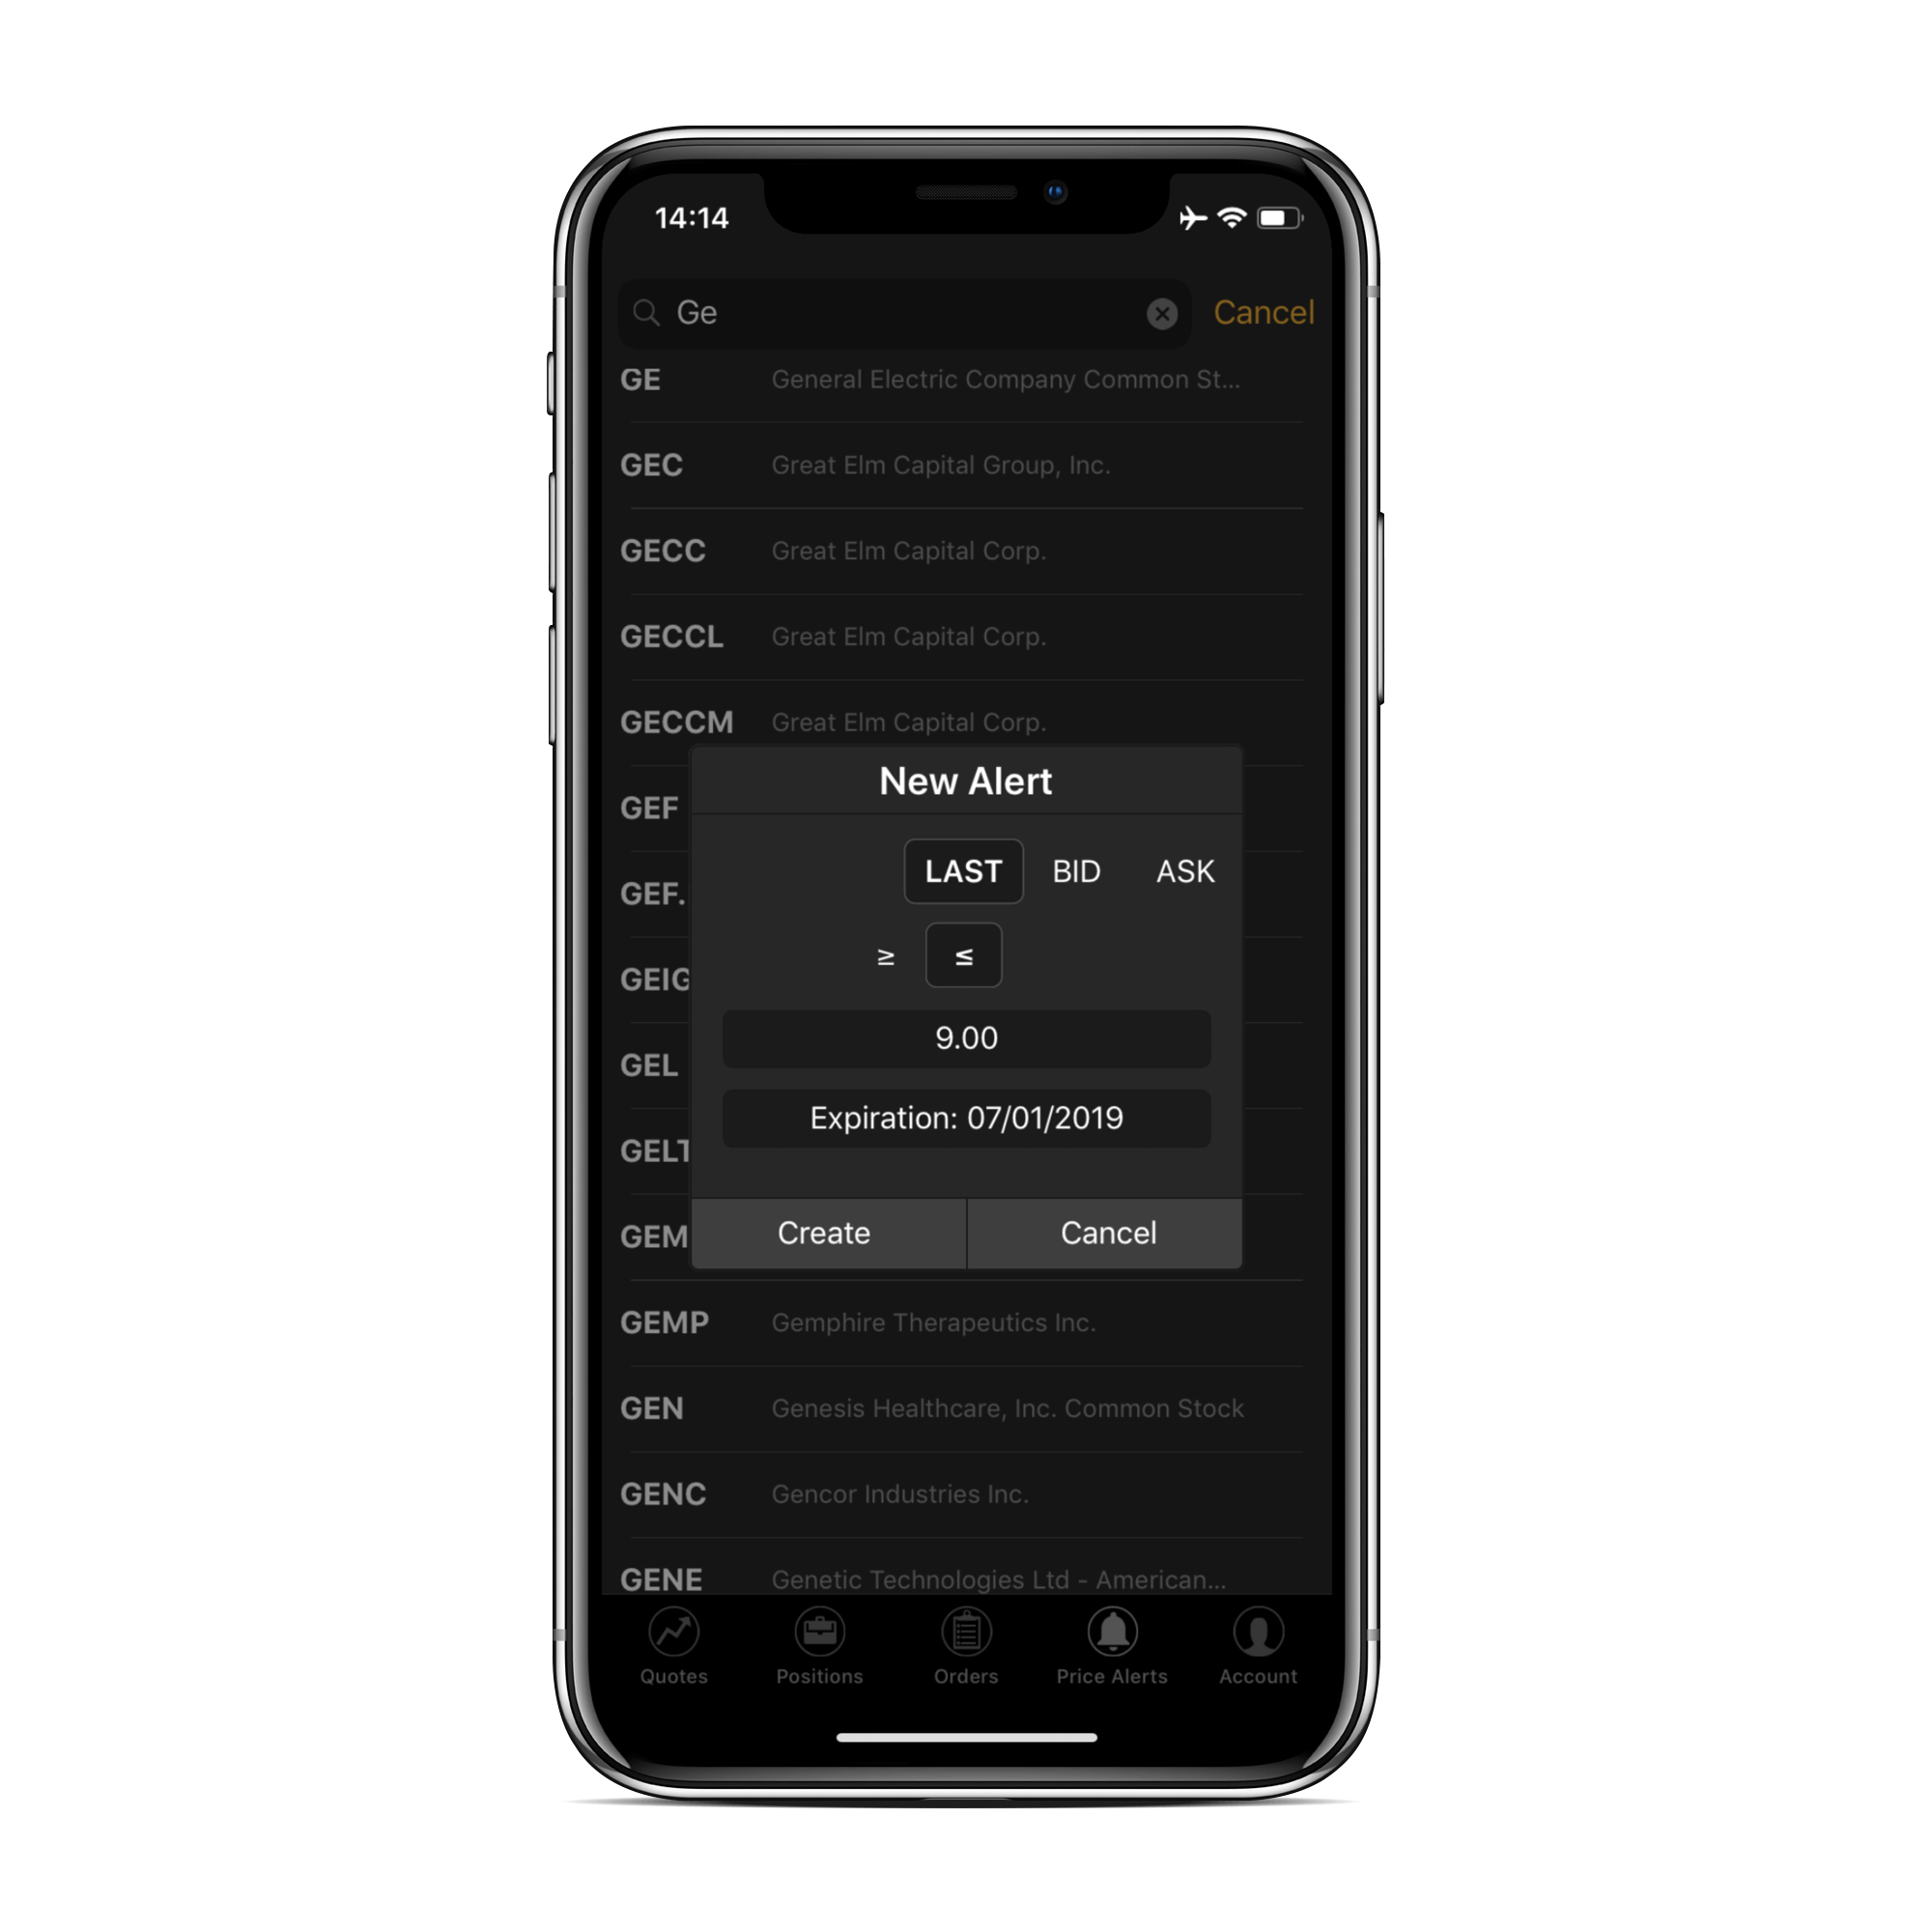 14:14
Ge
Cancel
GE General Electric Company Common St...
GEC Great Elm Capital Group, Inc.
GECC Great Elm Capital Corp.
GECCL Great Elm Capital Corp.
GECCM Great Elm Capital Corp.
GEF
GEF.
GEIG
GEL
GELT
GEM
New Alert
LAST BID ASK
≥ ≤
9.00
Expiration: 07/01/2019
Create Cancel
GEMP Gemphire Therapeutics Inc.
GEN Genesis Healthcare, Inc. Common Stock
GENC Gencor Industries Inc.
GENE Genetic Technologies Ltd - American...
Quotes Positions Orders Price Alerts Account